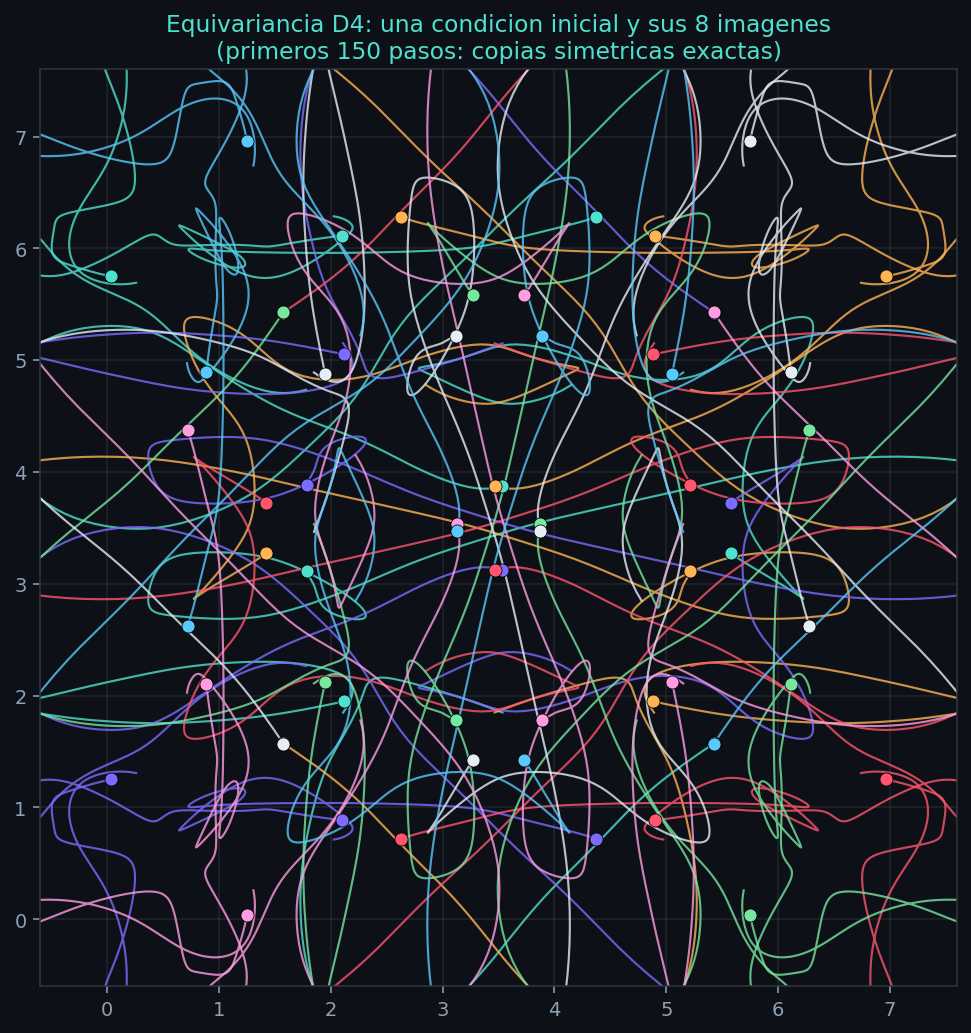 Equivariancia D4: una condicion inicial y sus 8 imagenes
(primeros 150 pasos: copias simetricas exactas)
7
6
5
4
3
2
1
0
0 1 2 3 4 5 6 7